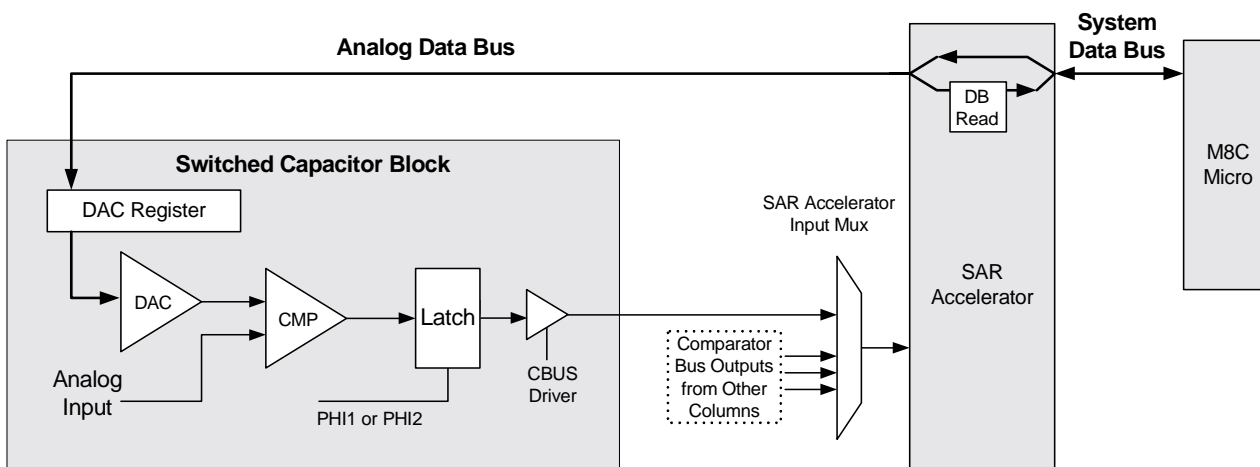 Analog Data Bus
System
Data Bus
DB
Read
M8C
Micro
Switched Capacitor Block
DAC Register
SAR Accelerator
Input Mux
DAC
CMP
Latch
SAR
Accelerator
Analog
Input
PHI1 or PHI2
CBUS
Driver
Comparator
Bus Outputs
from Other
Columns